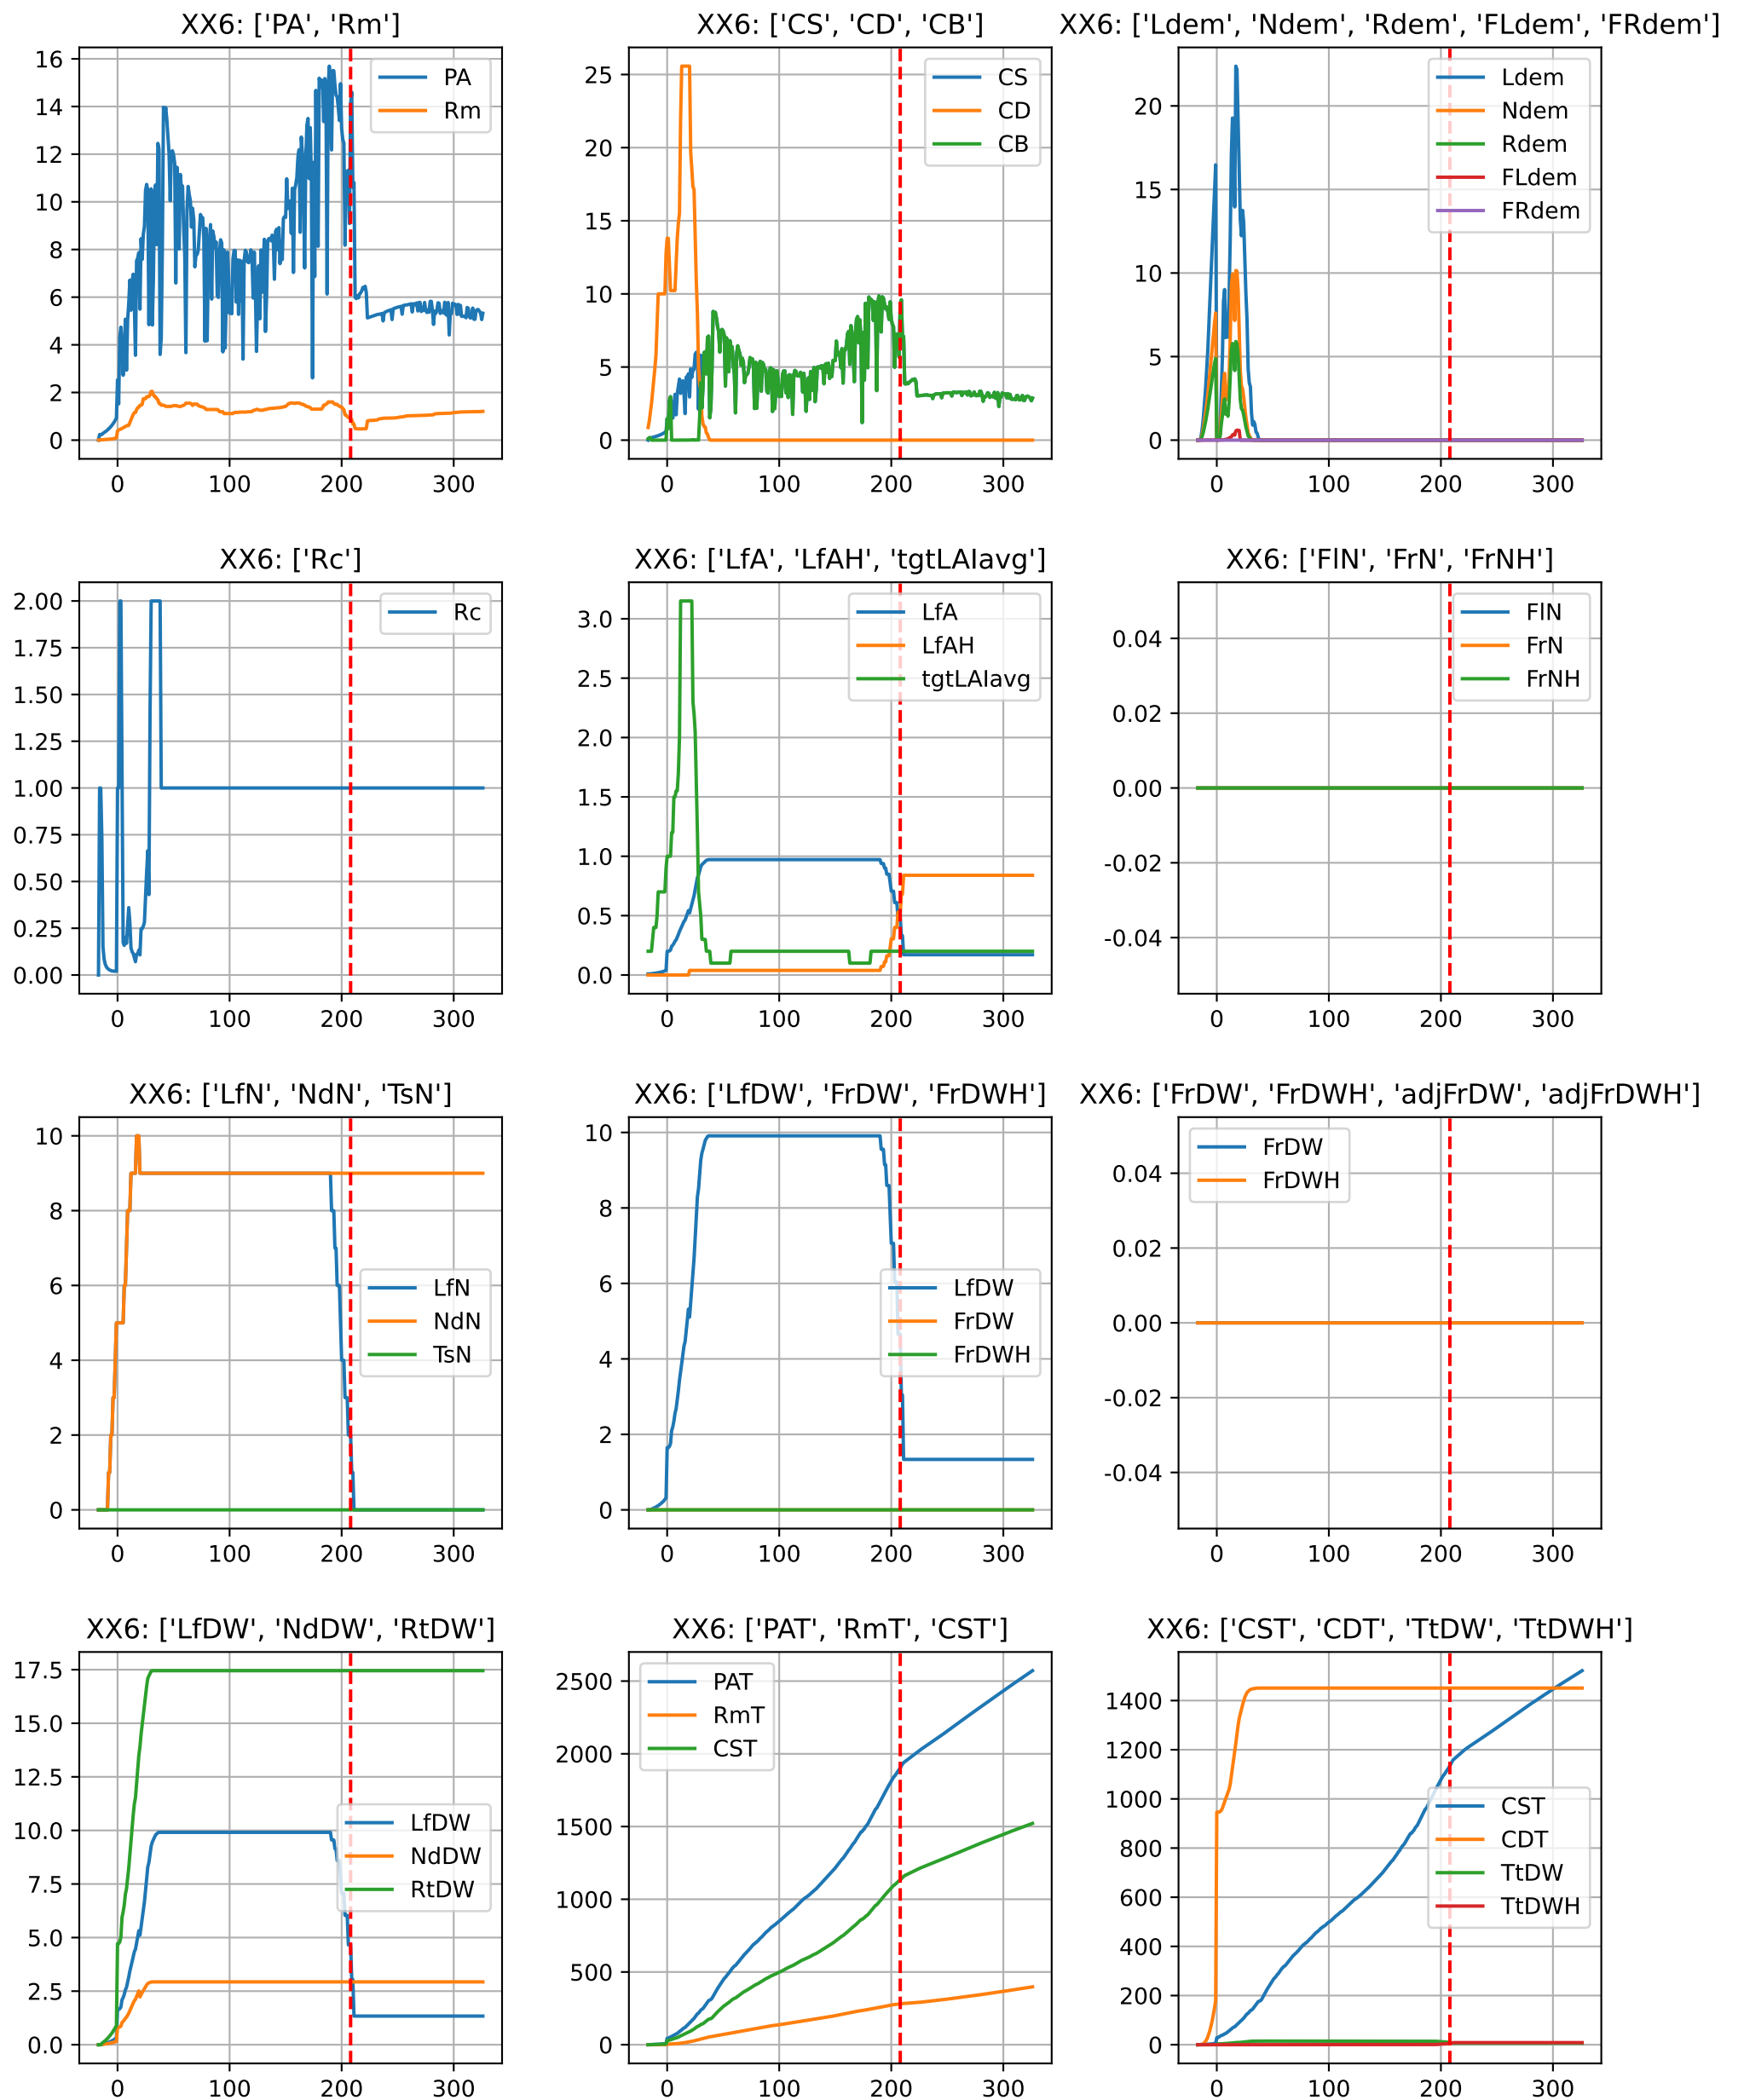 XX6: ['PA', 'Rm']
16
14
12
10
8
6
4
2
0
0 100 200 300
PA
Rm
XX6: ['CS', 'CD', 'CB']
25
20
15
10
5
0
0 100 200 300
CS
CD
CB
XX6: ['Ldem', 'Ndem', 'Rdem', 'FLdem', 'FRdem']
20
15
10
5
0
0 100 200 300
Ldem
Ndem
Rdem
FLdem
FRdem
XX6: ['Rc']
2.00
1.75
1.50
1.25
1.00
0.75
0.50
0.25
0.00
0 100 200 300
Rc
XX6: ['LfA', 'LfAH', 'tgtLAIavg']
3.0
2.5
2.0
1.5
1.0
0.5
0.0
0 100 200 300
LfA
LfAH
tgtLAIavg
XX6: ['FlN', 'FrN', 'FrNH']
0.04
0.02
0.00
-0.02
-0.04
0 100 200 300
FlN
FrN
FrNH
XX6: ['LfN', 'NdN', 'TsN']
10
8
6
4
2
0
0 100 200 300
LfN
NdN
TsN
XX6: ['LfDW', 'FrDW', 'FrDWH']
10
8
6
4
2
0
0 100 200 300
LfDW
FrDW
FrDWH
XX6: ['FrDW', 'FrDWH', 'adjFrDW', 'adjFrDWH']
0.04
0.02
0.00
-0.02
-0.04
0 100 200 300
FrDW
FrDWH
XX6: ['LfDW', 'NdDW', 'RtDW']
17.5
15.0
12.5
10.0
7.5
5.0
2.5
0.0
0 100 200 300
LfDW
NdDW
RtDW
XX6: ['PAT', 'RmT', 'CST']
2500
2000
1500
1000
500
0
0 100 200 300
PAT
RmT
CST
XX6: ['CST', 'CDT', 'TtDW', 'TtDWH']
1400
1200
1000
800
600
400
200
0
0 100 200 300
CST
CDT
TtDW
TtDWH